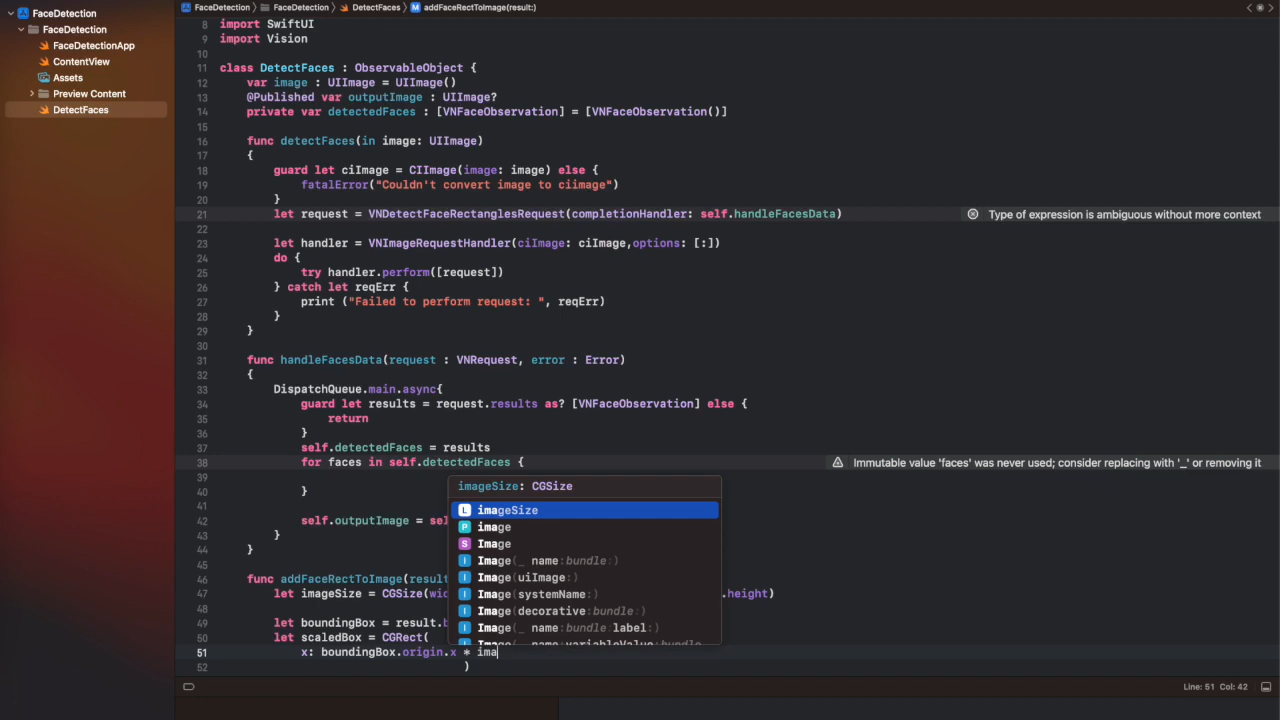 FaceDetection
FaceDetection
FaceDetectionApp
ContentView
Assets
Preview Content
DetectFaces
FaceDetection 〉 FaceDetection 〉 DetectFaces 〉 M addFaceRectToImage(result:)
8 import SwiftUI
9 import Vision
10
11 class DetectFaces : ObservableObject {
12 var image : UIImage = UIImage()
13 @Published var outputImage : UIImage?
14 private var detectedFaces : [VNFaceObservation] = [VNFaceObservation()]
15
16 func detectFaces(in image: UIImage)
17 {
18 guard let ciImage = CIImage(image: image) else {
19 fatalError("Couldn't convert image to ciimage")
20 }
21 let request = VNDetectFaceRectanglesRequest(completionHandler: self.handleFacesData) Type of expression is ambiguous without more context
22
23 let handler = VNImageRequestHandler(ciImage: ciImage,options: [:])
24 do {
25 try handler.perform([request])
26 } catch let reqErr {
27 print ("Failed to perform request: ", reqErr)
28 }
29 }
30
31 func handleFacesData(request : VNRequest, error : Error)
32 {
33 DispatchQueue.main.async{
34 guard let results = request.results as? [VNFaceObservation] else {
35 return
36 }
37 self.detectedFaces = results
38 for faces in self.detectedFaces { Immutable value 'faces' was never used; consider replacing with '_' or removing it
39
40 }
41
42 self.outputImage =
43 }
44 }
45
46 func addFaceRectToImage(result
47 let imageSize = CGSize( .height)
48
49 let boundingBox =
50 let scaledBox = CGRect(
51 x: boundingBox.origin.x * ima
52 )
imageSize: CGSize
L imageSize
P image
S Image
I Image(_ name:bundle:)
I Image(uiImage:)
I Image(systemName:)
I Image(decorative:bundle:)
I Image(_ name:bundle:label:)
I Image(_ name:variableValue:bundle
Line: 51 Col: 42